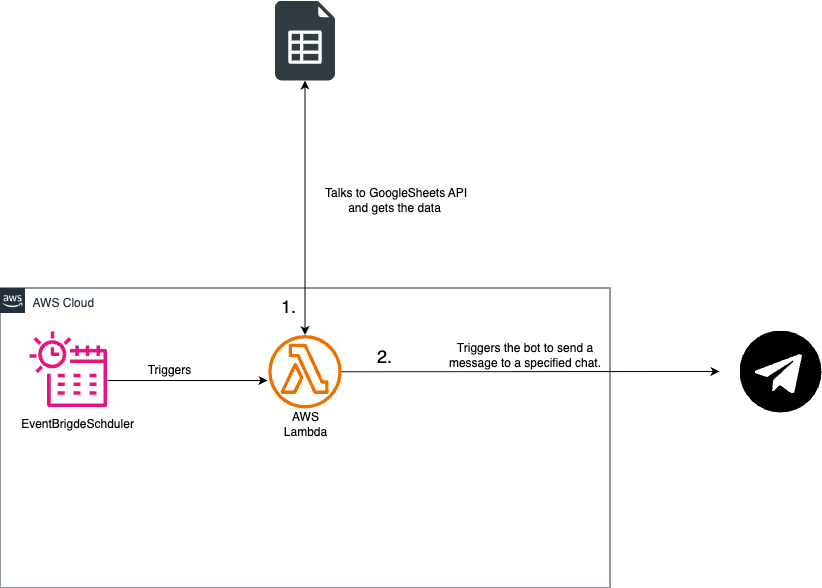 Talks to GoogleSheets API
and gets the data
aws
AWS Cloud
1.
2.
Triggers the bot to send a
message to a specified chat.
Triggers
EventBrigdeSchduler
AWS
Lambda